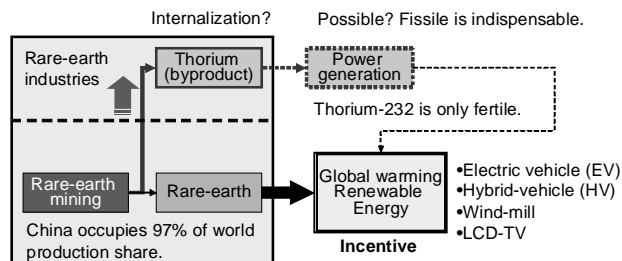 Internalization?
Possible? Fissile is indispensable.
Rare-earth
industries
Thorium
(byproduct)
Power
generation
Thorium-232 is only fertile.
Rare-earth
mining
Rare-earth
Global warming
Renewable
Energy
•Electric vehicle (EV)
•Hybrid-vehicle (HV)
•Wind-mill
•LCD-TV
China occupies 97% of world
production share.
Incentive